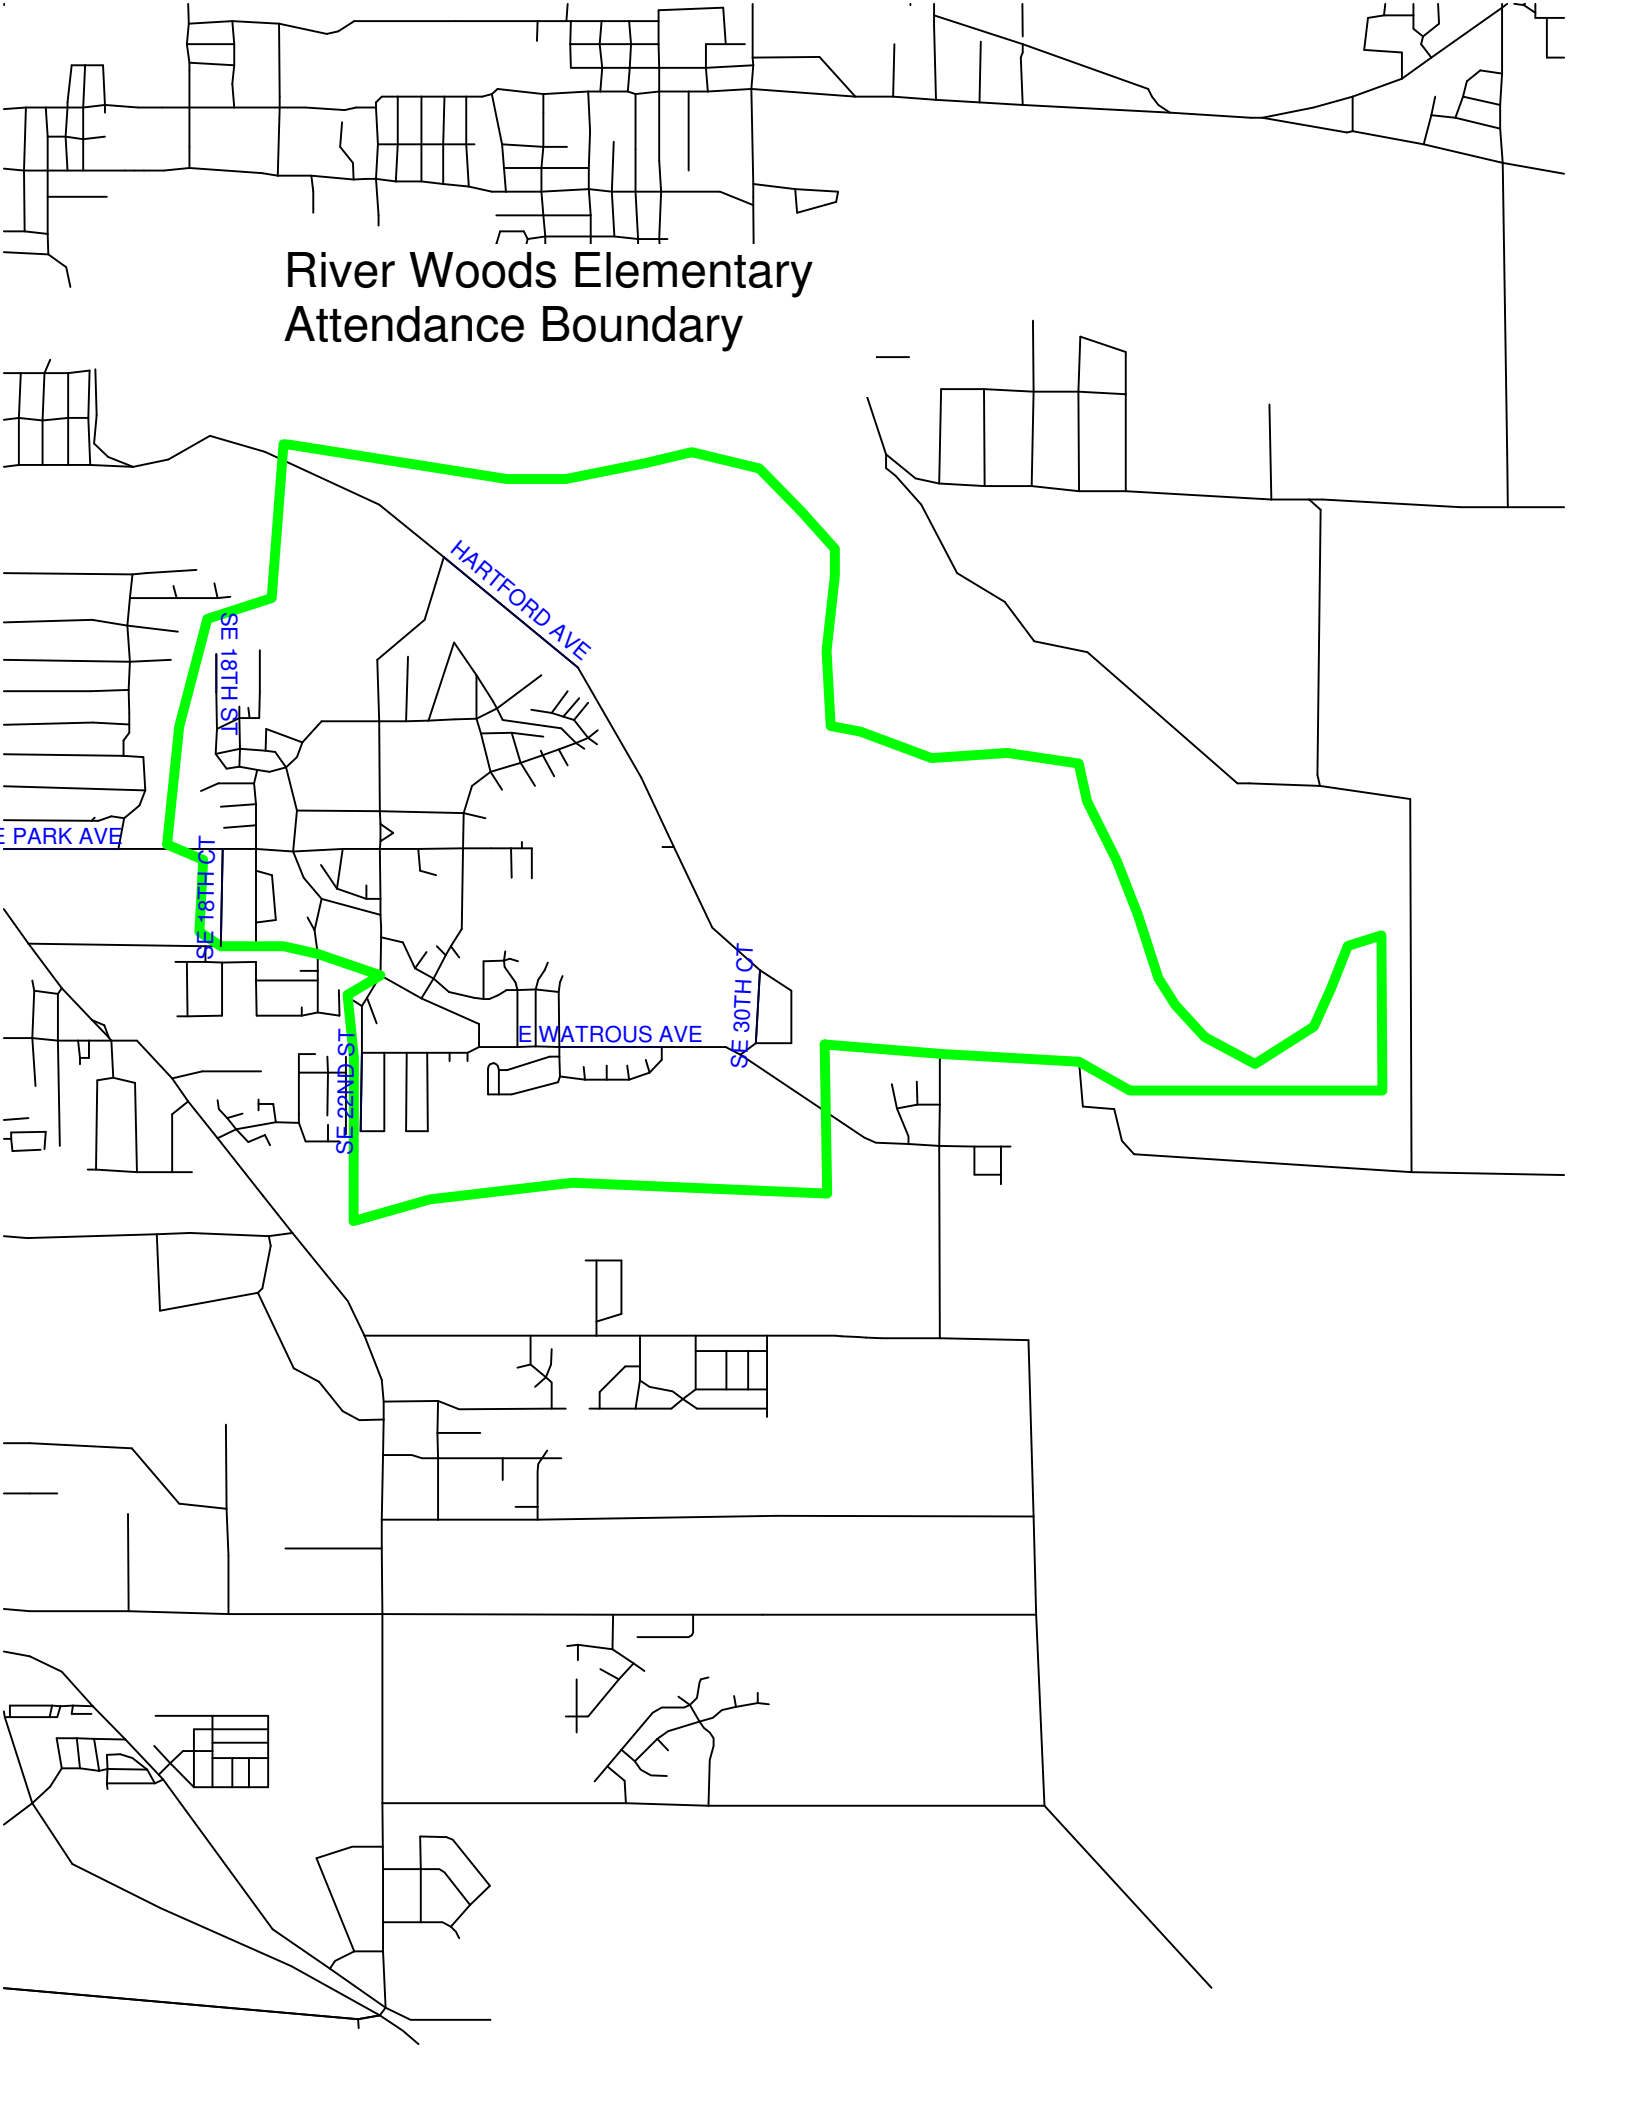 River Woods Elementary
Attendance Boundary
HARTFORD AVE
SE 18TH ST
E PARK AVE
SE 18TH CT
SE 30TH CT
E WATROUS AVE
SE 22ND ST